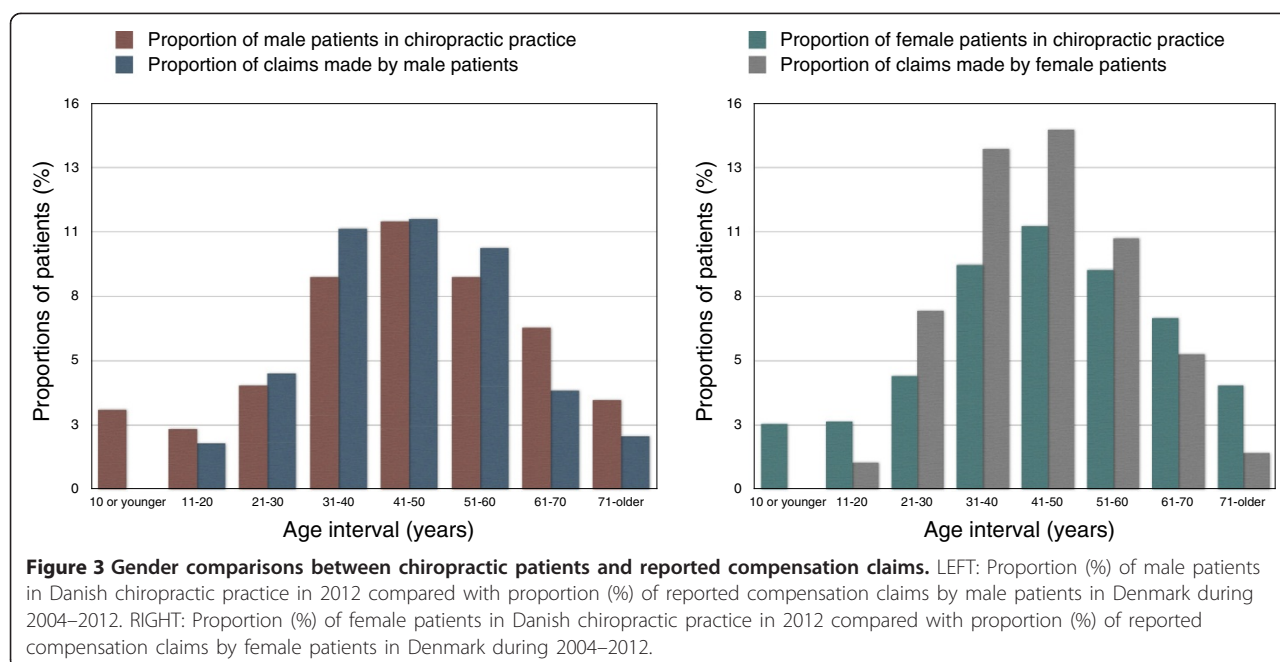 Proportion of male patients in chiropractic practice
Proportion of claims made by male patients
Proportions of patients (%)
16
13
11
8
5
3
0
10 or younger 11-20 21-30 31-40 41-50 51-60 61-70 71-older
Age interval (years)
Proportion of female patients in chiropractic practice
Proportion of claims made by female patients
Proportions of patients (%)
16
13
11
8
5
3
0
10 or younger 11-20 21-30 31-40 41-50 51-60 61-70 71-older
Age interval (years)
Figure 3 Gender comparisons between chiropractic patients and reported compensation claims. LEFT: Proportion (%) of male patients
in Danish chiropractic practice in 2012 compared with proportion (%) of reported compensation claims by male patients in Denmark during
2004–2012. RIGHT: Proportion (%) of female patients in Danish chiropractic practice in 2012 compared with proportion (%) of reported
compensation claims by female patients in Denmark during 2004–2012.